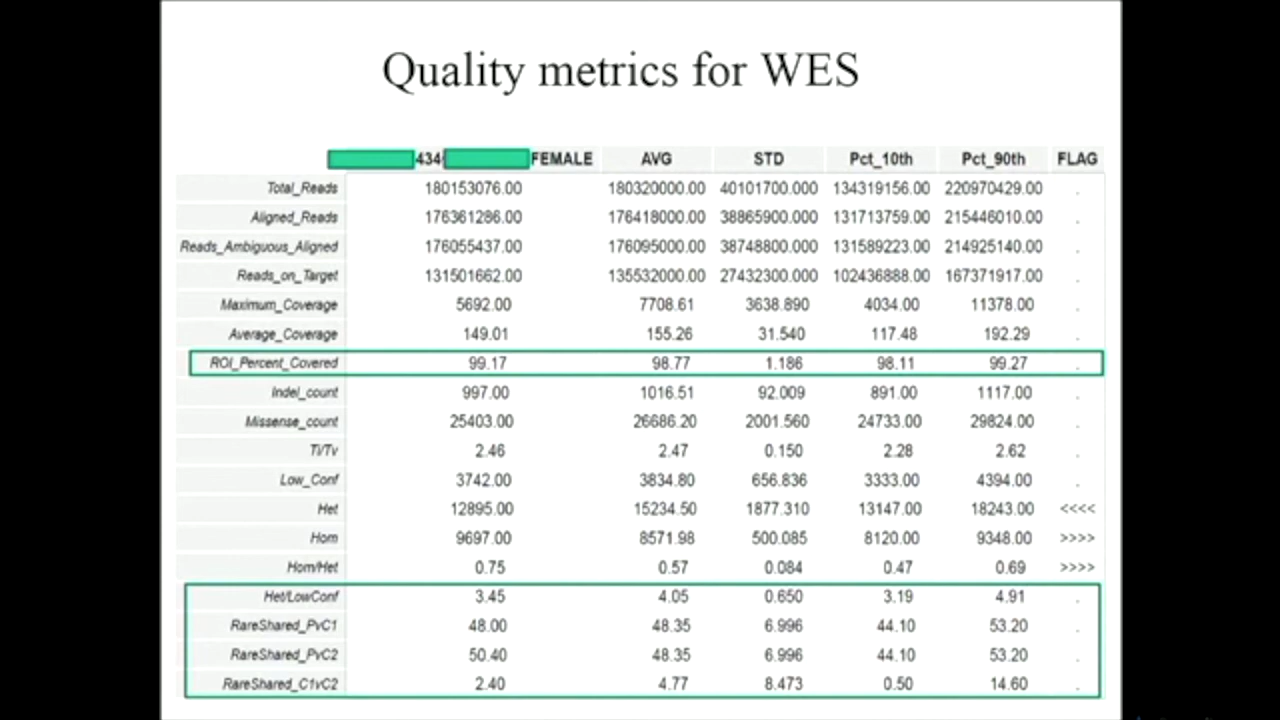 Quality metrics for WES
434 FEMALE AVG STD Pct_10th Pct_90th FLAG
Total_Reads 180153076.00 180320000.00 40101700.000 134319156.00 220970429.00 .
Aligned_Reads 176361286.00 176418000.00 38865900.000 131713759.00 215446010.00 .
Reads_Ambiguous_Aligned 176055437.00 176095000.00 38748800.000 131589223.00 214925140.00 .
Reads_on_Target 131501662.00 135532000.00 27432300.000 102436888.00 167371917.00 .
Maximum_Coverage 5692.00 7708.61 3638.890 4034.00 11378.00 .
Average_Coverage 149.01 155.26 31.540 117.48 192.29 .
ROI_Percent_Covered 99.17 98.77 1.186 98.11 99.27 .
Indel_count 997.00 1016.51 92.009 891.00 1117.00 .
Missense_count 25403.00 26686.20 2001.560 24733.00 29824.00 .
Ti/Tv 2.46 2.47 0.150 2.28 2.62 .
Low_Conf 3742.00 3834.80 656.836 3333.00 4394.00 .
Het 12895.00 15234.50 1877.310 13147.00 18243.00 <<<<
Hom 9697.00 8571.98 500.085 8120.00 9348.00 >>>>
Hom/Het 0.75 0.57 0.084 0.47 0.69 >>>>
Het/LowConf 3.45 4.05 0.650 3.19 4.91 .
RareShared_PvC1 48.00 48.35 6.996 44.10 53.20 .
RareShared_PvC2 50.40 48.35 6.996 44.10 53.20 .
RareShared_C1vC2 2.40 4.77 8.473 0.50 14.60 .